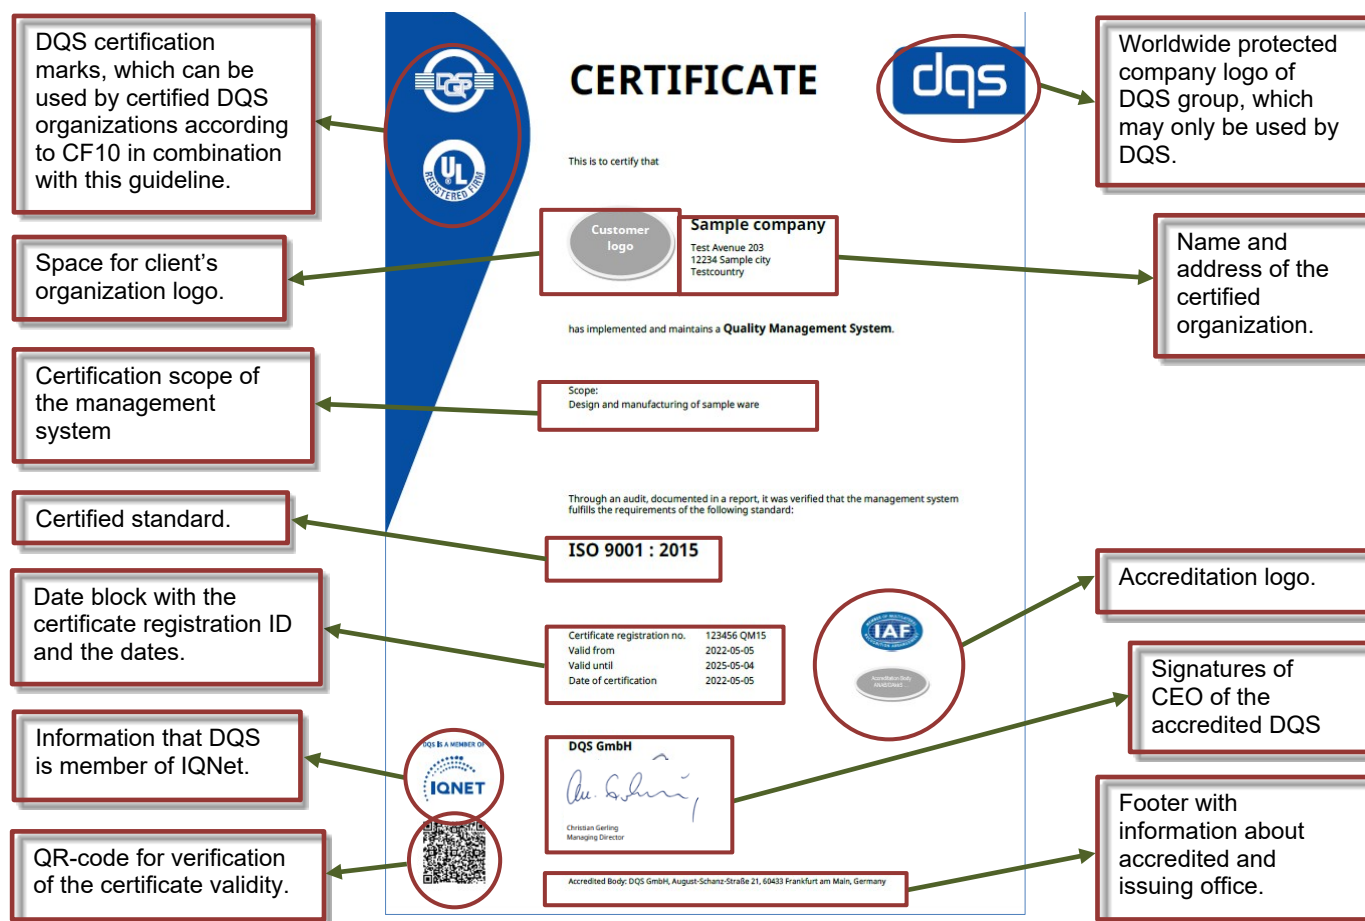 DQS certification
marks, which can be
used by certified DQS
organizations according
to CF10 in combination
with this guideline.
Space for client's
organization logo.
Certification scope of
the management
system
Certified standard.
Date block with the
certificate registration ID
and the dates.
Information that DQS
is member of IQNet.
QR-code for verification
of the certificate validity.
DQS
UL
REGISTERED FIRM
CERTIFICATE
dqs
This is to certify that
Customer
logo
Sample company
Test Avenue 203
12234 Sample city
Testcountry
has implemented and maintains a Quality Management System.
Scope:
Design and manufacturing of sample ware
Through an audit, documented in a report, it was verified that the management system
fulfills the requirements of the following standard:
ISO 9001 : 2015
Certificate registration no. 123456 QM15
Valid from 2022-05-05
Valid until 2025-05-04
Date of certification 2022-05-05
IAF
Accreditation Body
DQS IS A MEMBER OF
IQNET
DQS GmbH
Christian Gerling
Managing Director
Accredited Body: DQS GmbH, August-Schanz-Straße 21, 60433 Frankfurt am Main, Germany
Worldwide protected
company logo of
DQS group, which
may only be used by
DQS.
Name and
address of the
certified
organization.
Accreditation logo.
Signatures of
CEO of the
accredited DQS
Footer with
information about
accredited and
issuing office.